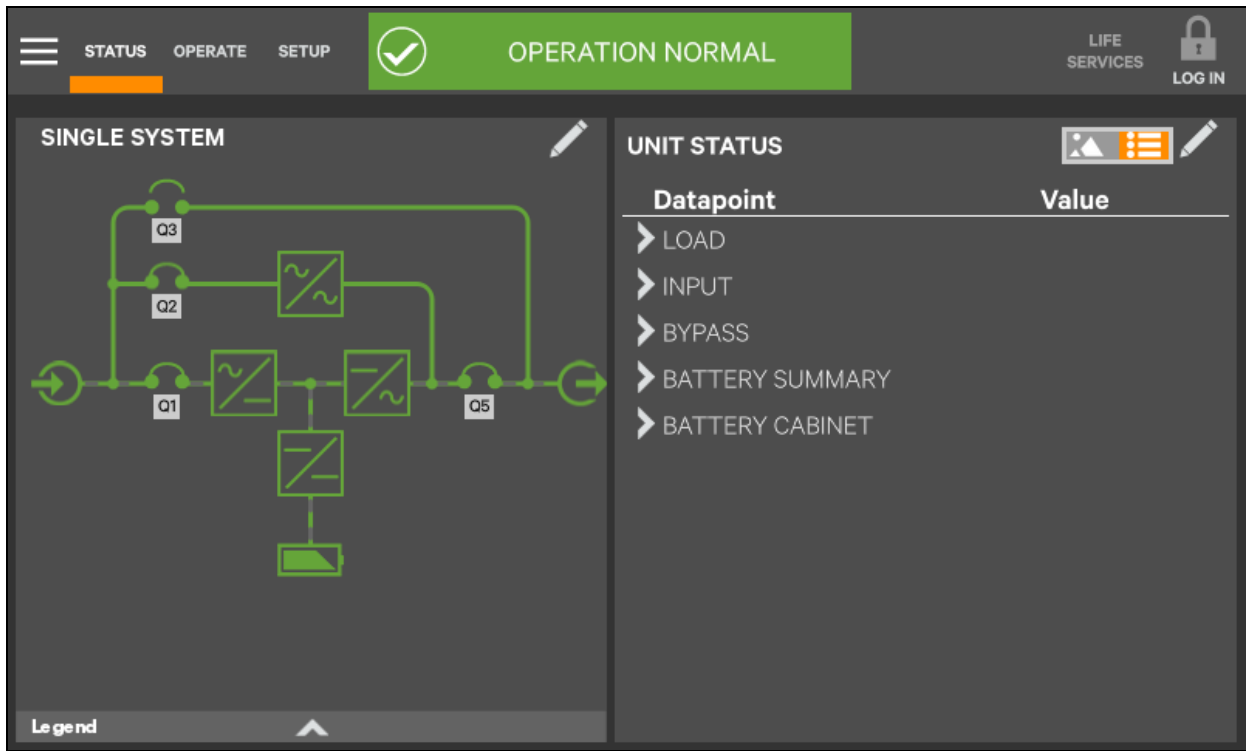 STATUS OPERATE SETUP
OPERATION NORMAL
LIFE
SERVICES
LOG IN
SINGLE SYSTEM
Q3
Q2
Q1
Q5
Legend
UNIT STATUS
Datapoint Value
LOAD
INPUT
BYPASS
BATTERY SUMMARY
BATTERY CABINET